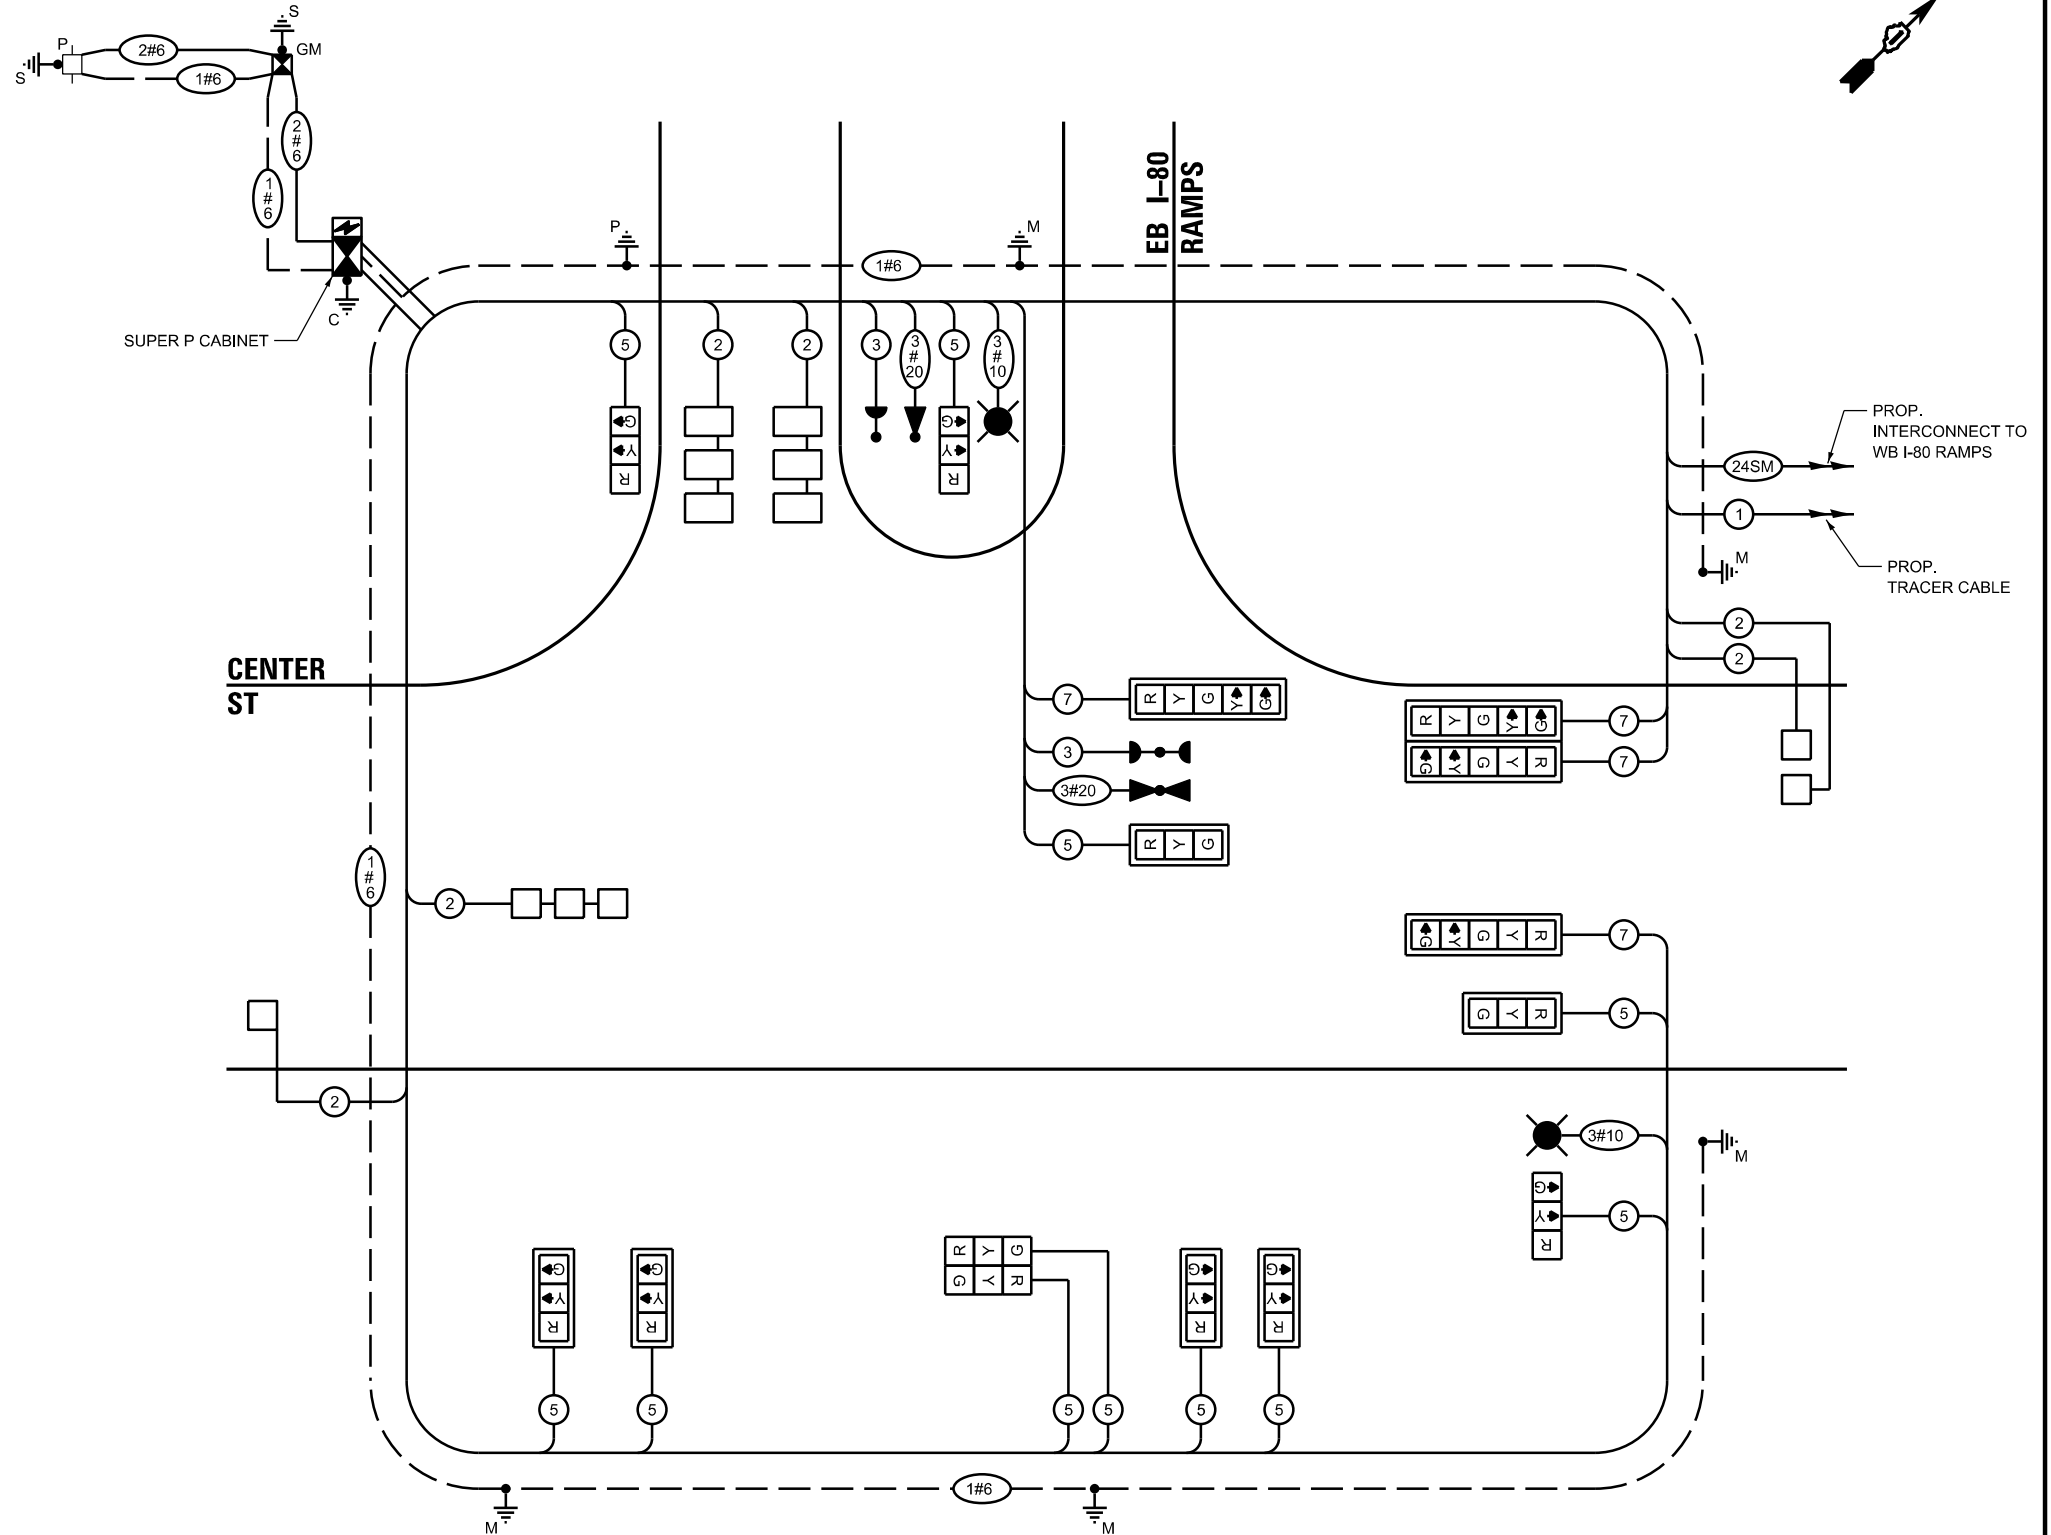 S
P
2#6
GM
S
1#6
2
#
6
1
#
6
EB I-80
RAMPS
P
M
1#6
SUPER P CABINET
C
5
2
2
3
3
#
20
5
3
#
10
G
Y
R
G
Y
R
PROP.
INTERCONNECT TO
WB I-80 RAMPS
24SM
1
M
PROP.
TRACER CABLE
2
2
CENTER
ST
7
R Y G Y G
R Y G Y G
7
3
G Y G Y R
7
3#20
5
R Y G
1
#
6
2
G Y G Y R
7
G Y R
5
2
3#10
M
G
Y
R
5
R Y G
G Y R
G
Y
R
G
Y
R
G
Y
R
G
Y
R
5
5
5
5
5
5
1#6
M
M